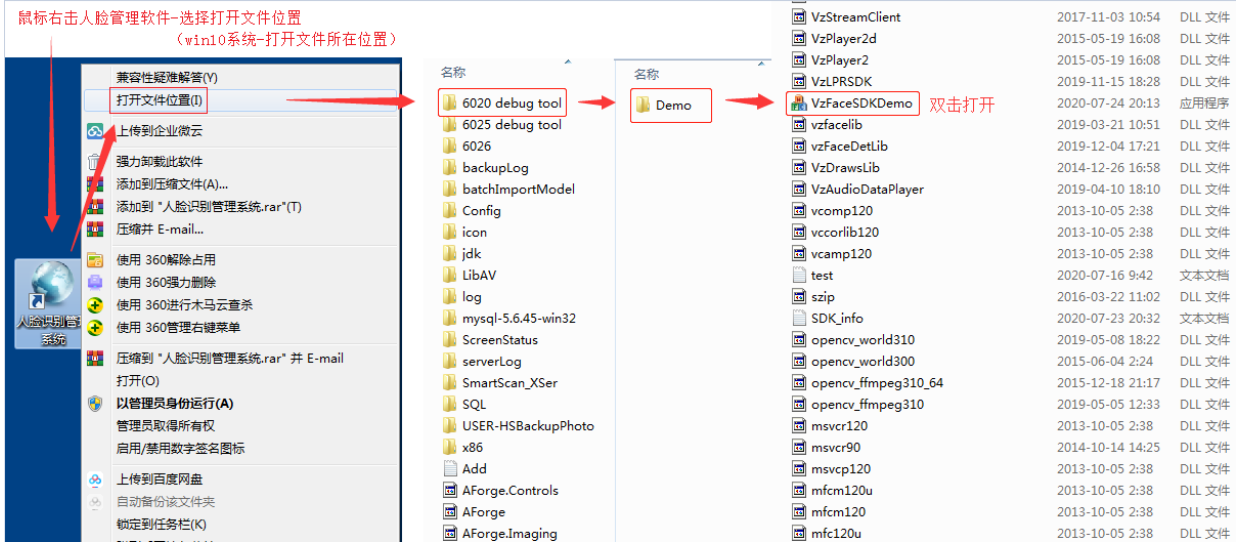 鼠标右击人脸管理软件-选择打开文件位置
（win10系统-打开文件所在位置）
兼容性疑难解答(Y)
打开文件位置(I)
上传到企业微云
强力卸载此软件
添加到压缩文件(A)...
添加到 "人脸识别管理系统.rar"(T)
压缩并 E-mail...
使用 360解除占用
使用 360强力删除
使用 360进行木马云查杀
使用 360管理右键菜单
压缩到 "人脸识别管理系统.rar" 并 E-mail
打开(O)
以管理员身份运行(A)
管理员取得所有权
启用/禁用数字签名图标
上传到百度网盘
自动备份该文件夹
锁定到任务栏(K)
人脸识别管
系统
名称
6020 debug tool
6025 debug tool
6026
backupLog
batchImportModel
Config
icon
jdk
LibAV
log
mysql-5.6.45-win32
ScreenStatus
serverLog
SmartScan_XSer
SQL
USER-HSBackupPhoto
x86
Add
AForge.Controls
AForge
AForge.Imaging
名称
Demo
VzStreamClient 2017-11-03 10:54 DLL 文件
VzPlayer2d 2015-05-19 16:08 DLL 文件
VzPlayer2 2015-05-19 16:08 DLL 文件
VzLPRSDK 2019-11-15 18:28 DLL 文件
VzFaceSDKDemo 双击打开 2020-07-24 20:13 应用程序
vzfacelib 2019-03-21 10:51 DLL 文件
vzFaceDetLib 2019-12-04 17:21 DLL 文件
VzDrawsLib 2014-12-26 16:58 DLL 文件
VzAudioDataPlayer 2019-04-10 18:10 DLL 文件
vcomp120 2013-10-05 2:38 DLL 文件
vccorlib120 2013-10-05 2:38 DLL 文件
vcamp120 2013-10-05 2:38 DLL 文件
test 2020-07-16 9:42 文本文档
szip 2016-03-22 11:02 DLL 文件
SDK_info 2020-07-23 20:32 文本文档
opencv_world310 2019-05-08 18:22 DLL 文件
opencv_world300 2015-06-04 2:24 DLL 文件
opencv_ffmpeg310_64 2015-12-18 21:17 DLL 文件
opencv_ffmpeg310 2019-05-05 12:33 DLL 文件
msvcr120 2013-10-05 2:38 DLL 文件
msvcr90 2014-10-14 14:25 DLL 文件
msvcp120 2013-10-05 2:38 DLL 文件
mfcm120u 2013-10-05 2:38 DLL 文件
mfcm120 2013-10-05 2:38 DLL 文件
mfc120u 2013-10-05 2:38 DLL 文件